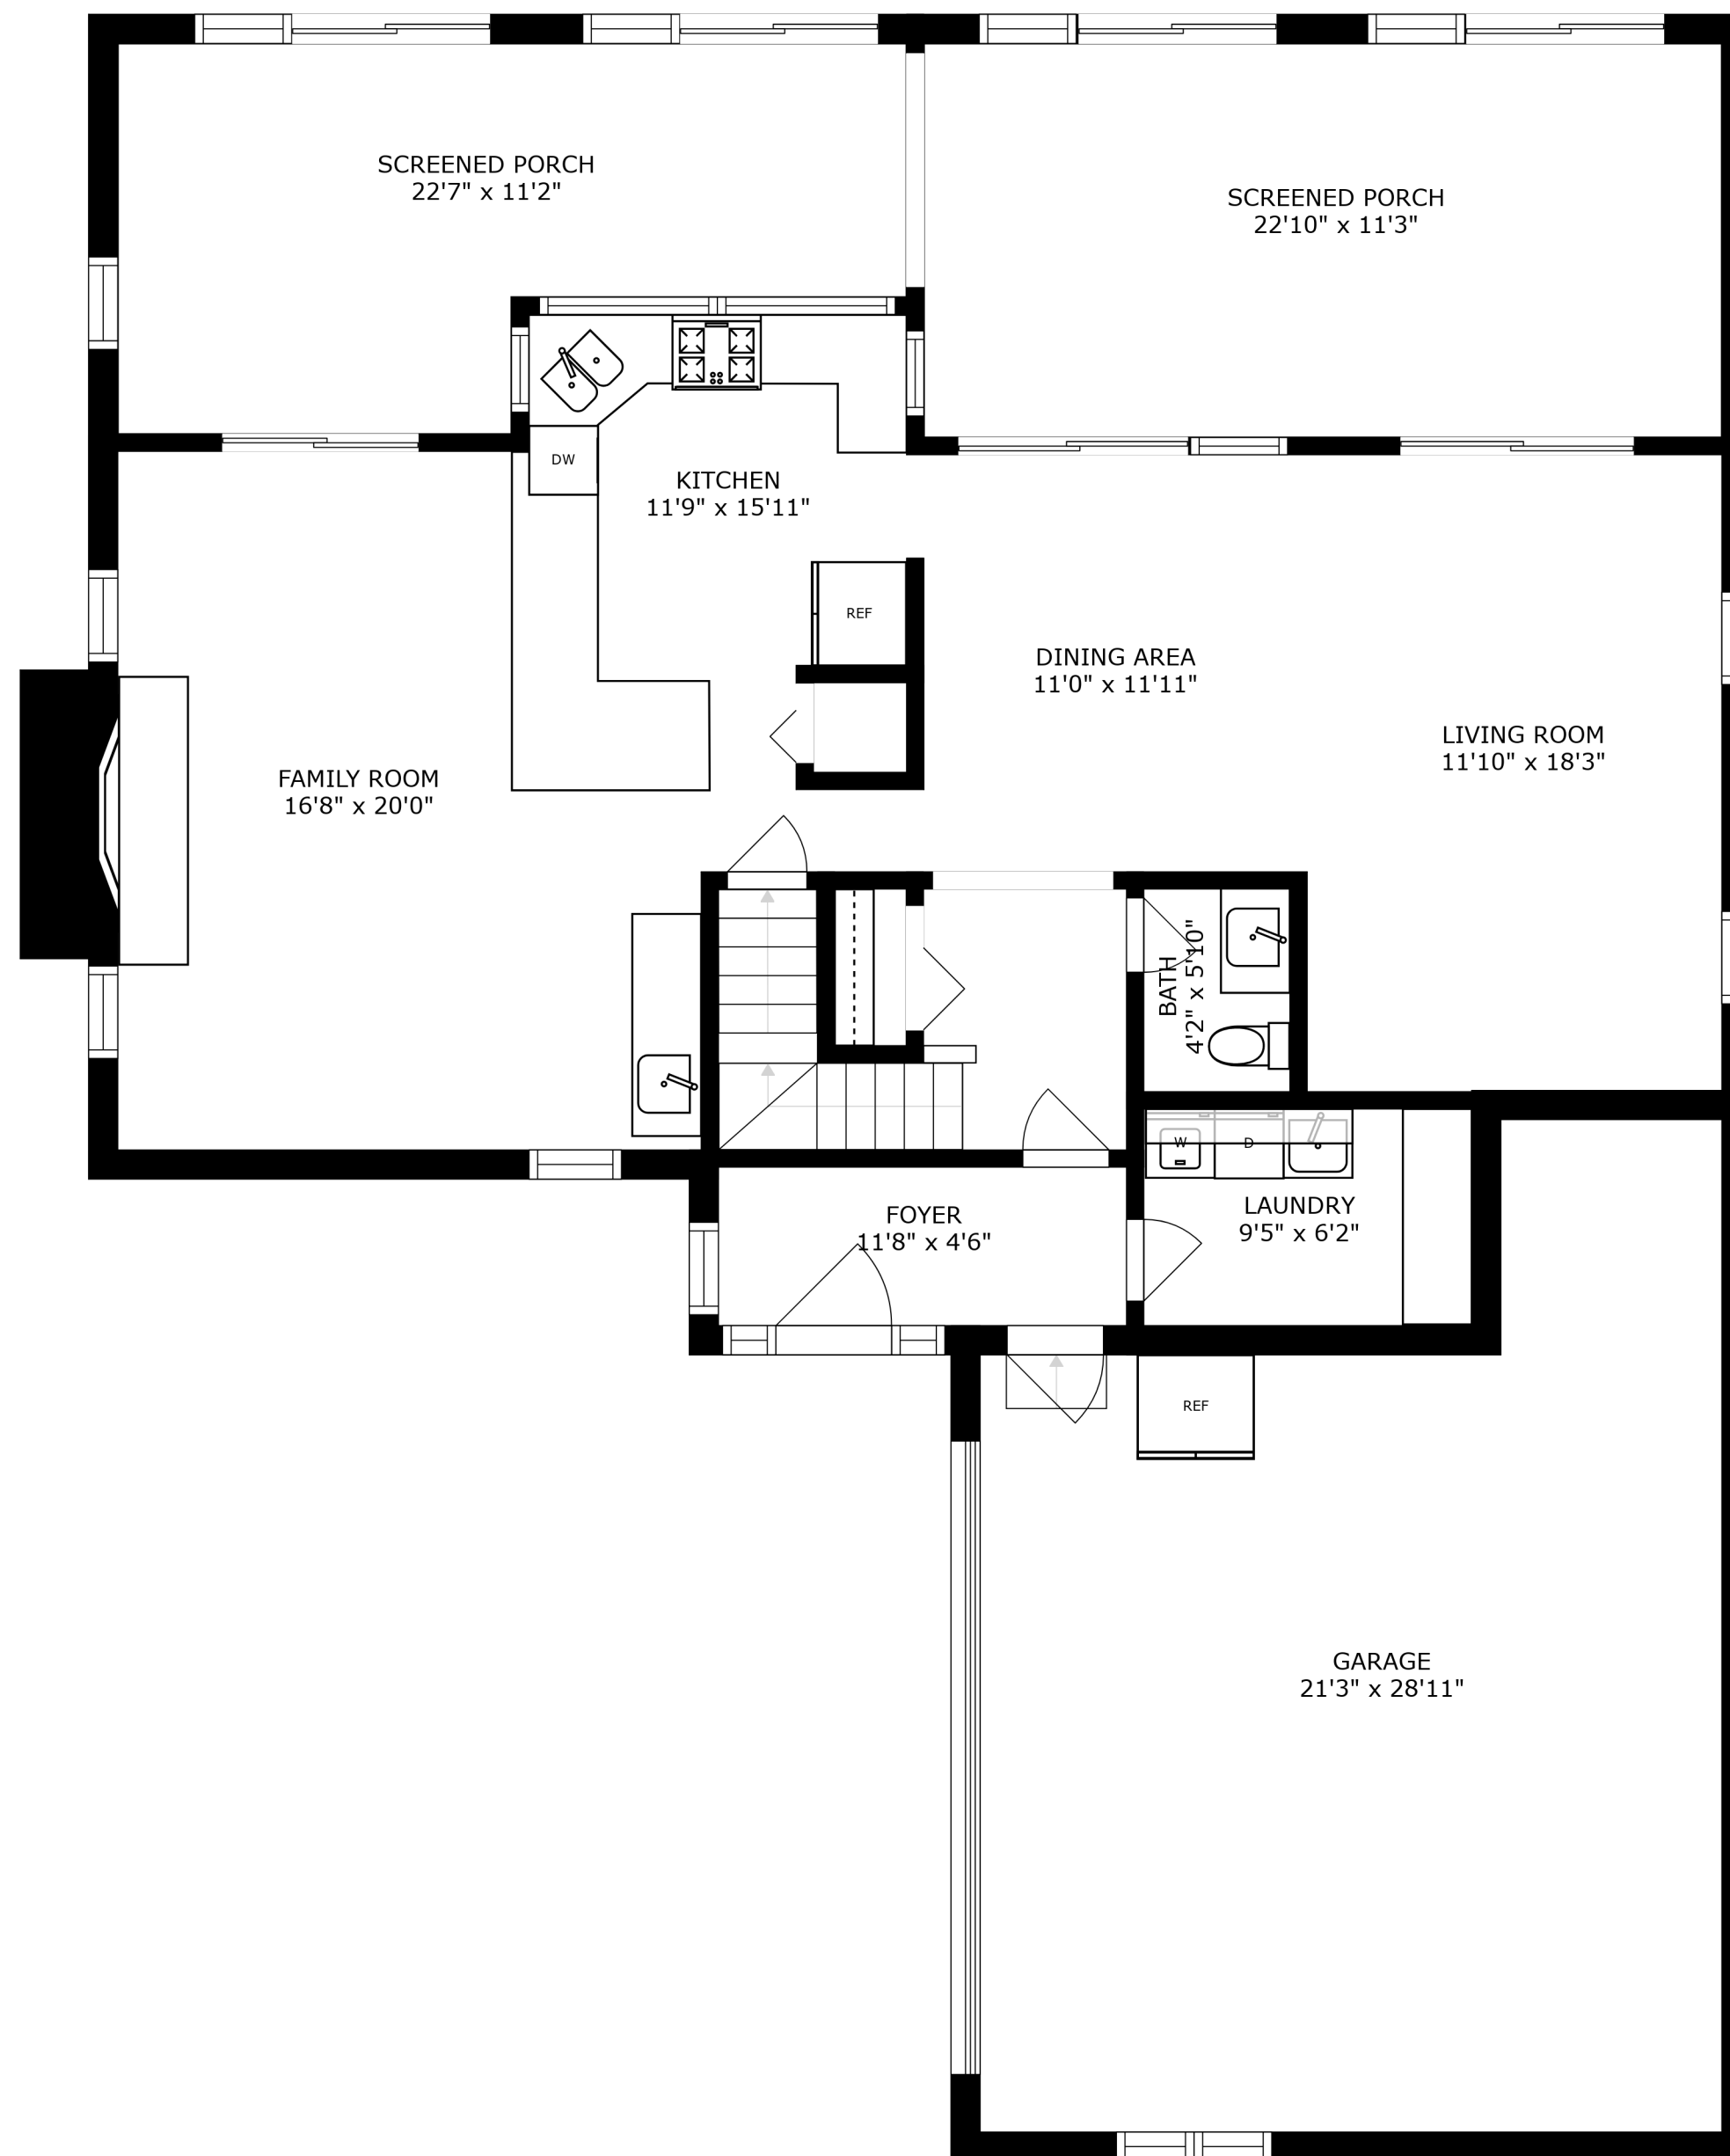 SCREENED PORCH
22'7" x 11'2"
SCREENED PORCH
22'10" x 11'3"
DW
KITCHEN
11'9" x 15'11"
REF
DINING AREA
11'0" x 11'11"
LIVING ROOM
11'10" x 18'3"
FAMILY ROOM
16'8" x 20'0"
BATH
4'2" x 5'10"
W
D
LAUNDRY
9'5" x 6'2"
FOYER
11'8" x 4'6"
REF
GARAGE
21'3" x 28'11"